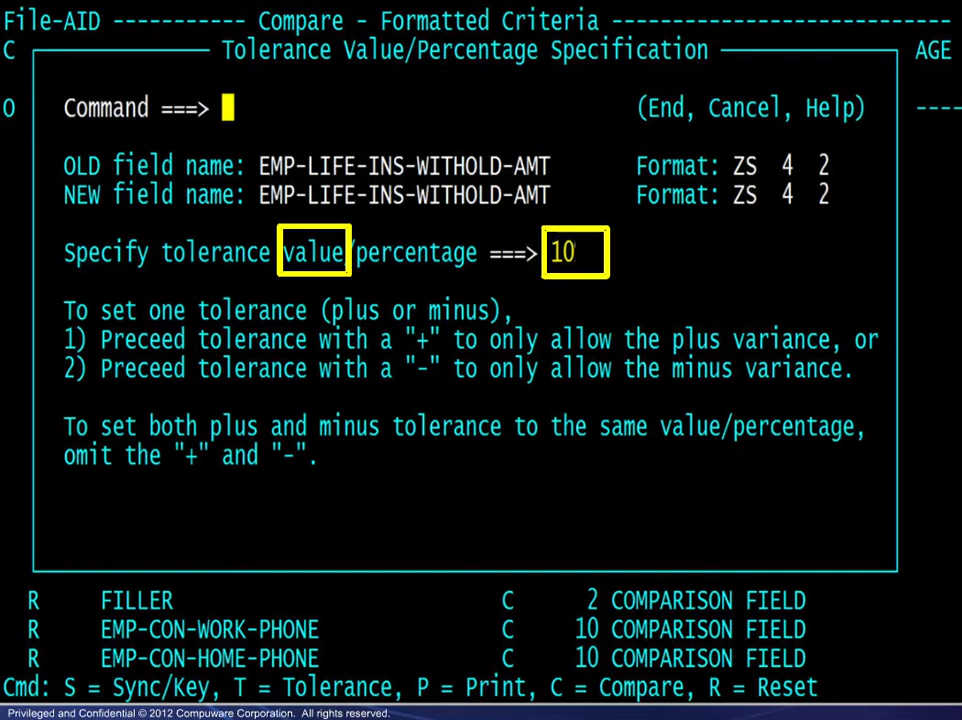 File-AID ----------- Compare - Formatted Criteria ----------------------------
C Tolerance Value/Percentage Specification AGE
O Command ===> (End, Cancel, Help) ----
OLD field name: EMP-LIFE-INS-WITHOLD-AMT Format: ZS 4 2
NEW field name: EMP-LIFE-INS-WITHOLD-AMT Format: ZS 4 2
Specify tolerance value/percentage ===> 10
To set one tolerance (plus or minus),
1) Preceed tolerance with a "+" to only allow the plus variance, or
2) Preceed tolerance with a "-" to only allow the minus variance.
To set both plus and minus tolerance to the same value/percentage,
omit the "+" and "-".
R FILLER C 2 COMPARISON FIELD
R EMP-CON-WORK-PHONE C 10 COMPARISON FIELD
R EMP-CON-HOME-PHONE C 10 COMPARISON FIELD
Cmd: S = Sync/Key, T = Tolerance, P = Print, C = Compare, R = Reset
Privileged and Confidential © 2012 Compuware Corporation. All rights reserved.